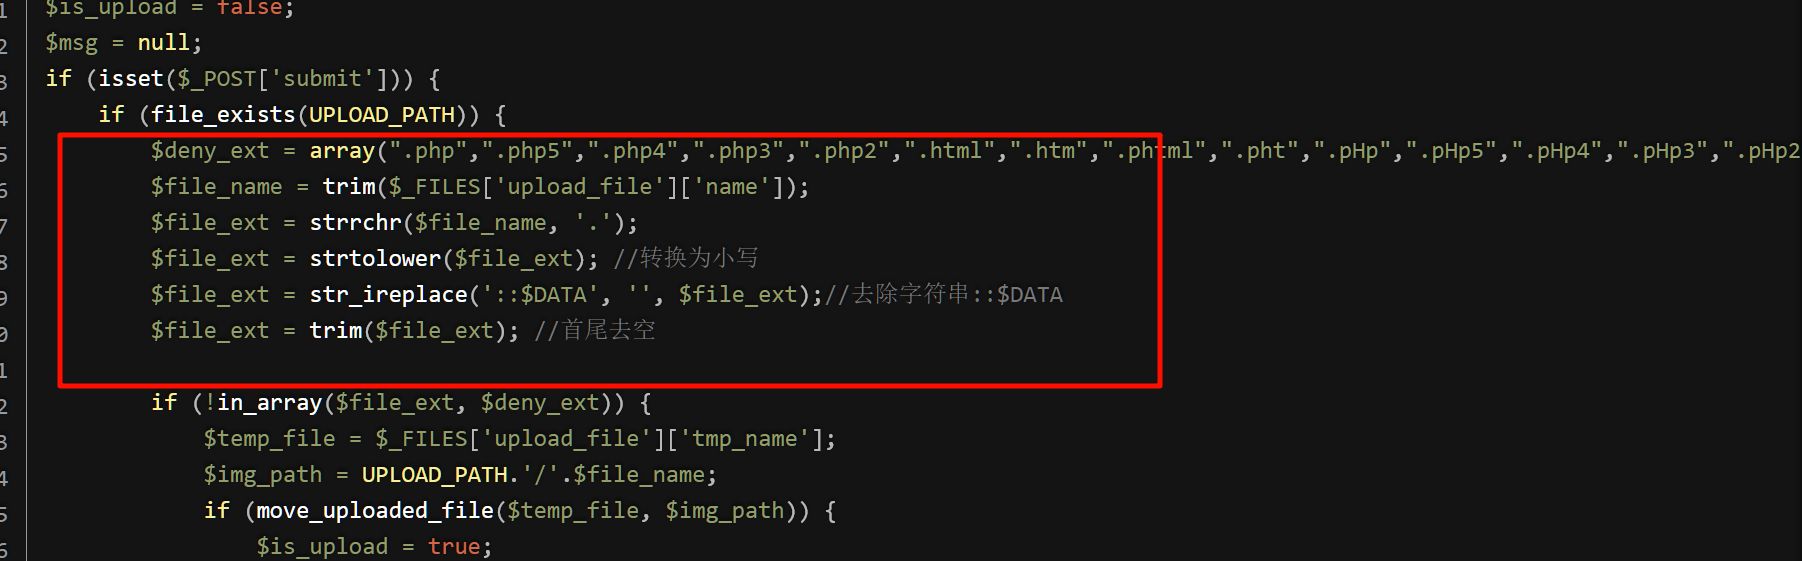 1 $is_upload = false;
2 $msg = null;
3 if (isset($_POST['submit'])) {
4 if (file_exists(UPLOAD_PATH)) {
5 $deny_ext = array(".php",".php5",".php4",".php3",".php2",".html",".htm",".phtml",".pht",".pHp",".pHp5",".pHp4",".pHp3",".pHp2
6 $file_name = trim($_FILES['upload_file']['name']);
7 $file_ext = strrchr($file_name, '.');
8 $file_ext = strtolower($file_ext); //转换为小写
9 $file_ext = str_ireplace('::$DATA', '', $file_ext);//去除字符串::$DATA
0 $file_ext = trim($file_ext); //首尾去空
1
2 if (!in_array($file_ext, $deny_ext)) {
3 $temp_file = $_FILES['upload_file']['tmp_name'];
4 $img_path = UPLOAD_PATH.'/'.$file_name;
5 if (move_uploaded_file($temp_file, $img_path)) {
6 $is_upload = true;